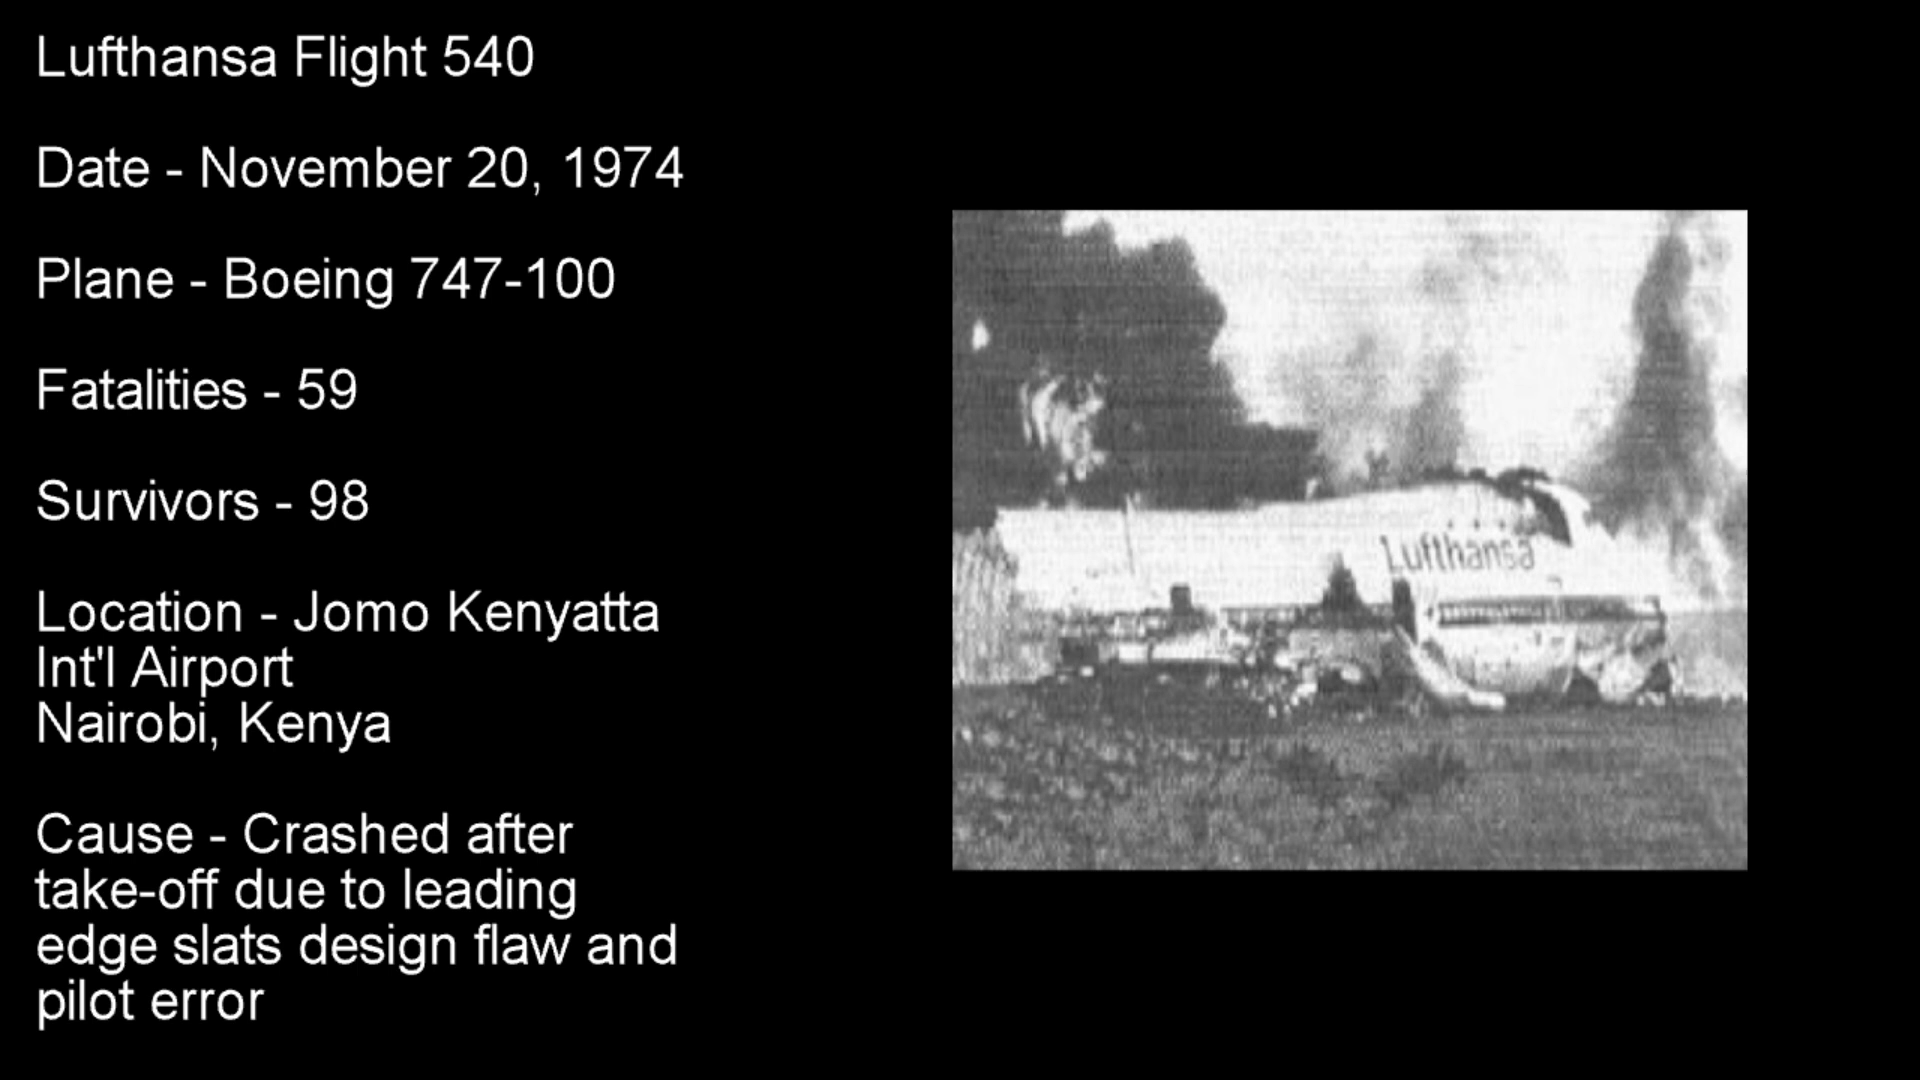 Lufthansa Flight 540
Date - November 20, 1974
Plane - Boeing 747-100
Fatalities - 59
Survivors - 98
Location - Jomo Kenyatta
Int'l Airport
Nairobi, Kenya
Cause - Crashed after
take-off due to leading
edge slats design flaw and
pilot error
Lufthansa